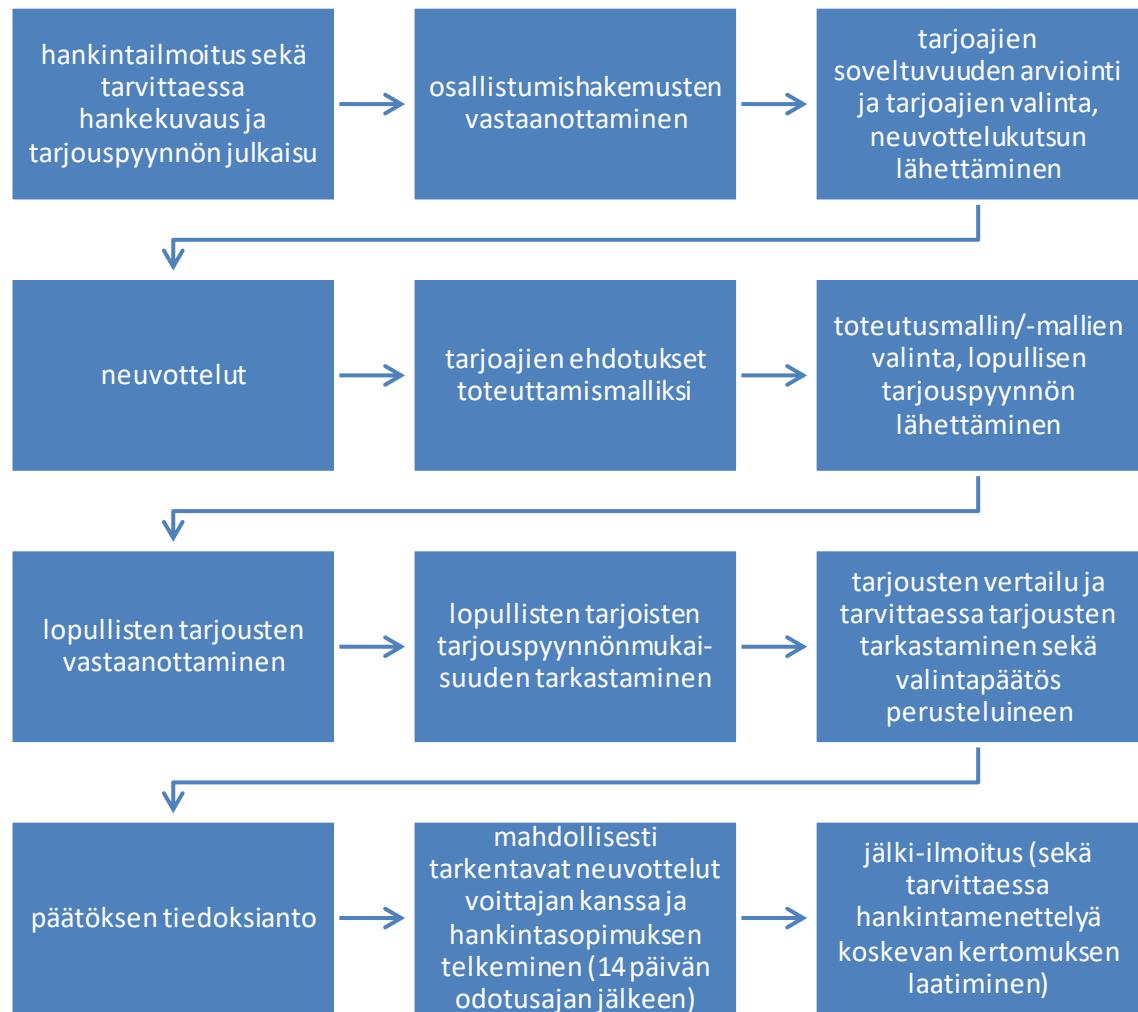 hankintailmoitus sekä
tarvittaessa
hankekuvaus ja
tarjouspyynnön julkaisu
osallistumishakemusten
vastaanottaminen
tarjoajien
soveltuvuuden arviointi
ja tarjoajien valinta,
neuvottelukutsun
lähettäminen
neuvottelut
tarjoajien ehdotukset
toteuttamismalliksi
toteutusmallin/-mallien
valinta, lopullisen
tarjouspyynnön
lähettäminen
lopullisten tarjousten
vastaanottaminen
lopullisten tarjoisten
tarjouspyynnönmukai-
suuden tarkastaminen
tarjousten vertailu ja
tarvittaessa tarjousten
tarkastaminen sekä
valintapäätös
perusteluineen
päätöksen tiedoksianto
mahdollisesti
tarkentavat neuvottelut
voittajan kanssa ja
hankintasopimuksen
telkeminen (14 päivän
odotusajan jälkeen)
jälki-ilmoitus (sekä
tarvittaessa
hankintamenettelyä
koskevan kertomuksen
laatiminen)